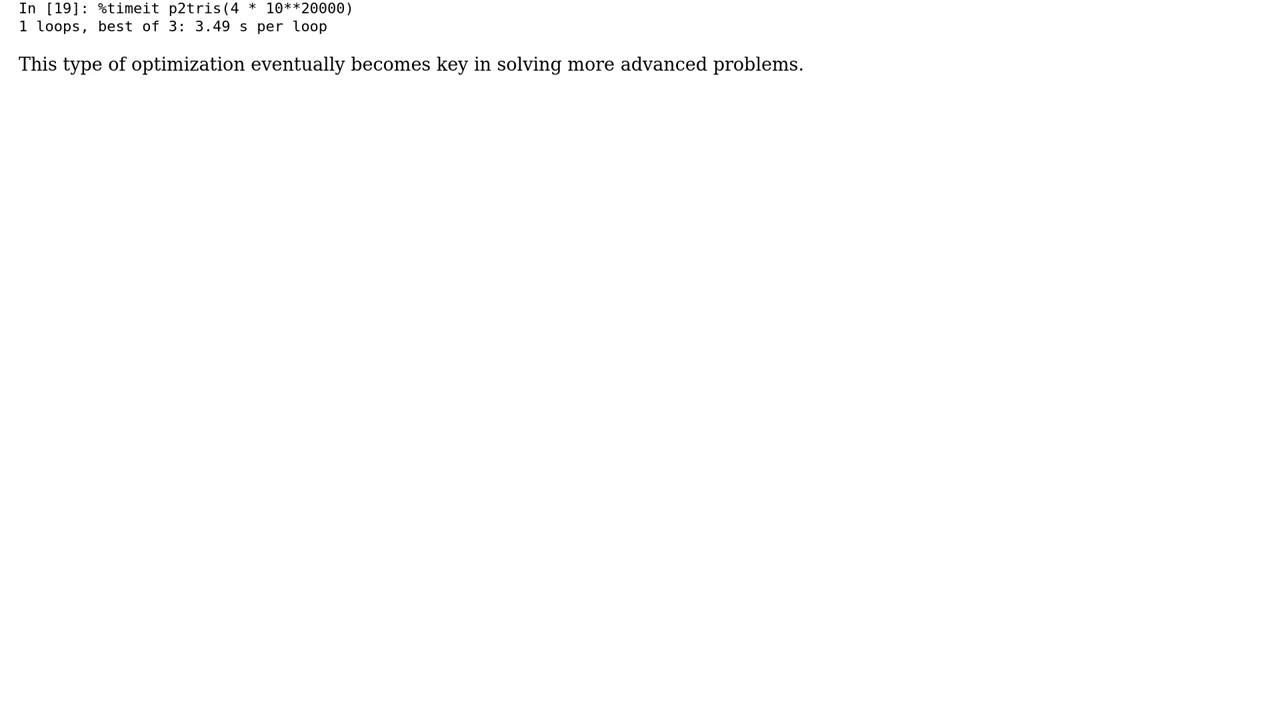 In [19]: %timeit p2tris(4 * 10**20000)
1 loops, best of 3: 3.49 s per loop
This type of optimization eventually becomes key in solving more advanced problems.